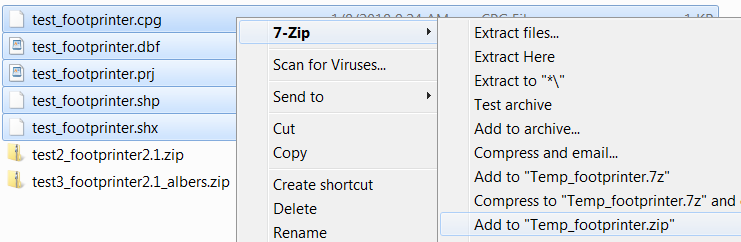 test_footprinter.cpg
test_footprinter.dbf
test_footprinter.prj
test_footprinter.shp
test_footprinter.shx
test2_footprinter2.1.zip
test3_footprinter2.1_albers.zip
7-Zip
Scan for Viruses...
Send to
Cut
Copy
Create shortcut
Delete
Rename
Extract files...
Extract Here
Extract to "*\"
Test archive
Add to archive...
Compress and email...
Add to "Temp_footprinter.7z"
Compress to "Temp_footprinter.7z" and
Add to "Temp_footprinter.zip"